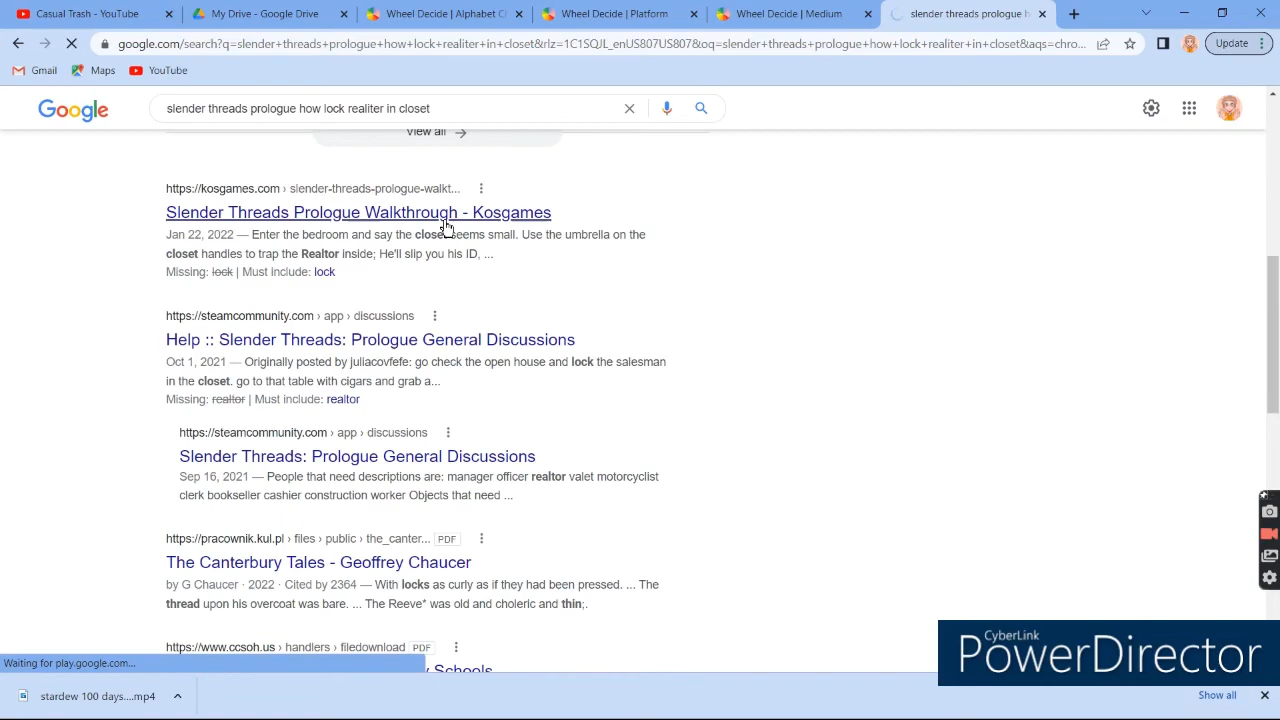 YouTube
My Drive - Google Drive
Wheel Decide | Alphabet Cl
Wheel Decide | Platform
Wheel Decide | Medium
slender threads prologue h
google.com/search?q=slender+threads+prologue+how+lock+realiter+in+closet&rlz=1C1SQJL_enUS807US807&oq=slender+threads+prologue+how+lock+realiter+in+closet&aqs=chro...
Update
Gmail
Maps
YouTube
Google
slender threads prologue how lock realiter in closet
View all
https://kosgames.com › slender-threads-prologue-walkt...
Slender Threads Prologue Walkthrough - Kosgames
Jan 22, 2022 — Enter the bedroom and say the closet seems small. Use the umbrella on the
closet handles to trap the Realtor inside; He'll slip you his ID, ...
Missing: lock | Must include: lock
https://steamcommunity.com › app › discussions
Help :: Slender Threads: Prologue General Discussions
Oct 1, 2021 — Originally posted by juliacovfefe: go check the open house and lock the salesman
in the closet. go to that table with cigars and grab a...
Missing: realtor | Must include: realtor
https://steamcommunity.com › app › discussions
Slender Threads: Prologue General Discussions
Sep 16, 2021 — People that need descriptions are: manager officer realtor valet motorcyclist
clerk bookseller cashier construction worker Objects that need ...
https://pracownik.kul.pl › files › public › the_canter... PDF
The Canterbury Tales - Geoffrey Chaucer
by G Chaucer · 2022 · Cited by 2364 — With locks as curly as if they had been pressed. ... The
thread upon his overcoat was bare. ... The Reeve* was old and choleric and thin;.
https://www.ccsoh.us › handlers › filedownload PDF
y Schools
Waiting for play.google.com...
CyberLink
PowerDirector
stardew 100 days....mp4
Show all